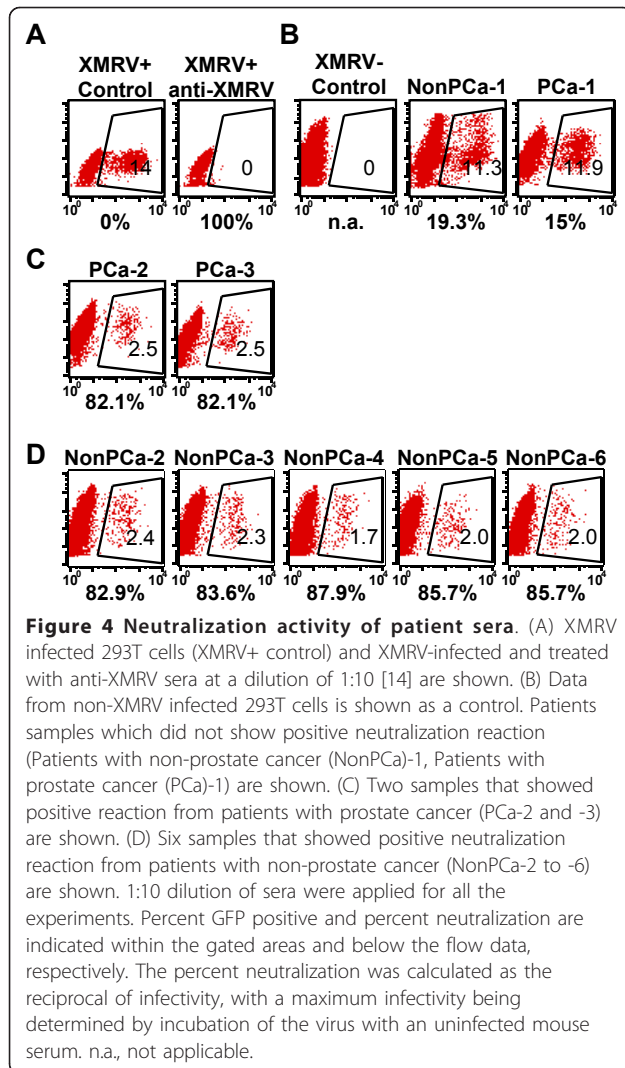 A
B
XMRV+ XMRV+
Control anti-XMRV
XMRV-
Control NonPCa-1 PCa-1
14 0 0 11.3 11.9
10⁰ 10⁴ 10⁰ 10⁴ 10⁰ 10⁴ 10⁰ 10⁴ 10⁰ 10⁴
0% 100% n.a. 19.3% 15%
C
PCa-2 PCa-3
2.5 2.5
10⁰ 10⁴ 10⁰ 10⁴
82.1% 82.1%
D NonPCa-2 NonPCa-3 NonPCa-4 NonPCa-5 NonPCa-6
2.4 2.3 1.7 2.0 2.0
10⁰ 10⁴ 10⁰ 10⁴ 10⁰ 10⁴ 10⁰ 10⁴ 10⁰ 10⁴
82.9% 83.6% 87.9% 85.7% 85.7%
Figure 4 Neutralization activity of patient sera. (A) XMRV
infected 293T cells (XMRV+ control) and XMRV-infected and treated
with anti-XMRV sera at a dilution of 1:10 [14] are shown. (B) Data
from non-XMRV infected 293T cells is shown as a control. Patients
samples which did not show positive neutralization reaction
(Patients with non-prostate cancer (NonPCa)-1, Patients with
prostate cancer (PCa)-1) are shown. (C) Two samples that showed
positive reaction from patients with prostate cancer (PCa-2 and -3)
are shown. (D) Six samples that showed positive neutralization
reaction from patients with non-prostate cancer (NonPCa-2 to -6)
are shown. 1:10 dilution of sera were applied for all the
experiments. Percent GFP positive and percent neutralization are
indicated within the gated areas and below the flow data,
respectively. The percent neutralization was calculated as the
reciprocal of infectivity, with a maximum infectivity being
determined by incubation of the virus with an uninfected mouse
serum. n.a., not applicable.